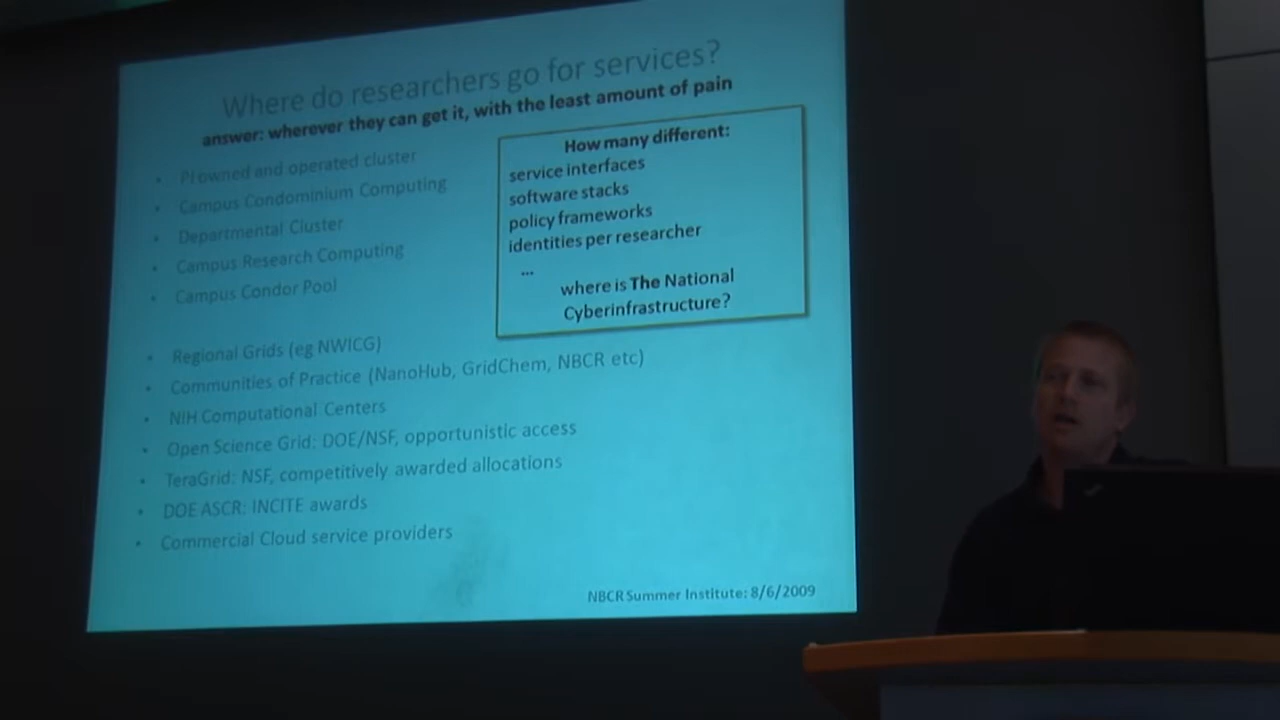 Where do researchers go for services?
answer: wherever they can get it, with the least amount of pain
• PI owned and operated cluster
• Campus Condominium Computing
• Departmental Cluster
• Campus Research Computing
• Campus Condor Pool
• Regional Grids (eg NWICG)
• Communities of Practice (NanoHub, GridChem, NBCR etc)
• NIH Computational Centers
• Open Science Grid: DOE/NSF, opportunistic access
• TeraGrid: NSF, competitively awarded allocations
• DOE ASCR: INCITE awards
• Commercial Cloud service providers
How many different:
service interfaces
software stacks
policy frameworks
identities per researcher
...
where is The National
Cyberinfrastructure?
NBCR Summer Institute: 8/6/2009